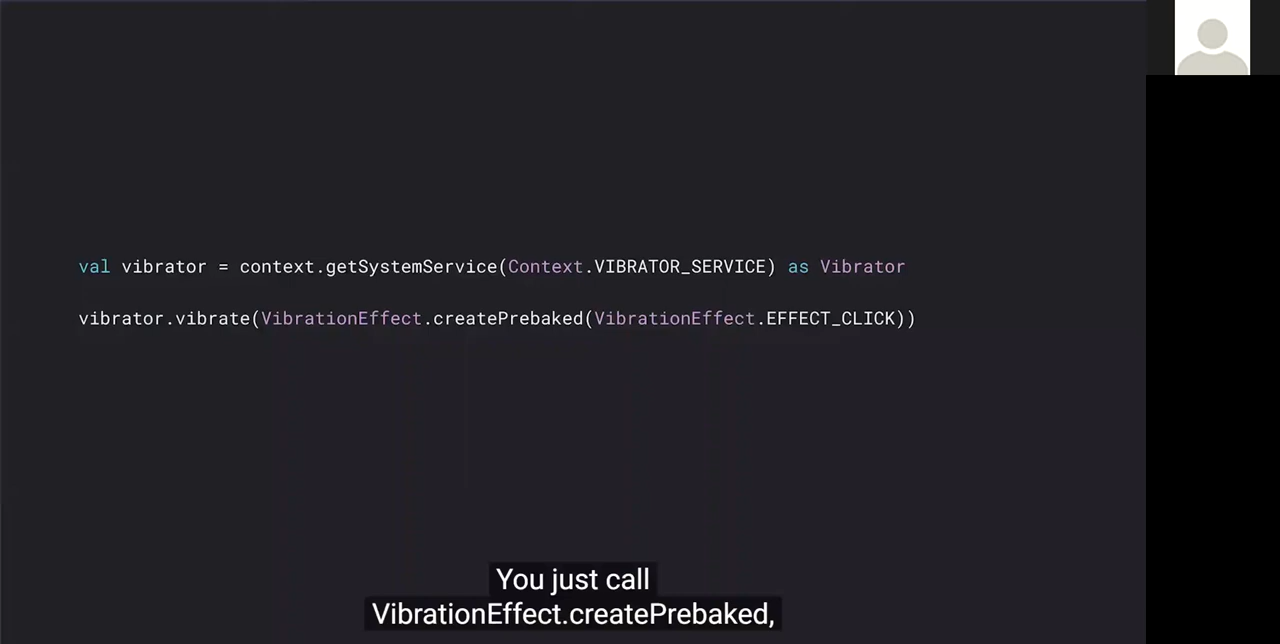 val vibrator = context.getSystemService(Context.VIBRATOR_SERVICE) as Vibrator
vibrator.vibrate(VibrationEffect.createPrebaked(VibrationEffect.EFFECT_CLICK))
You just call
VibrationEffect.createPrebaked,